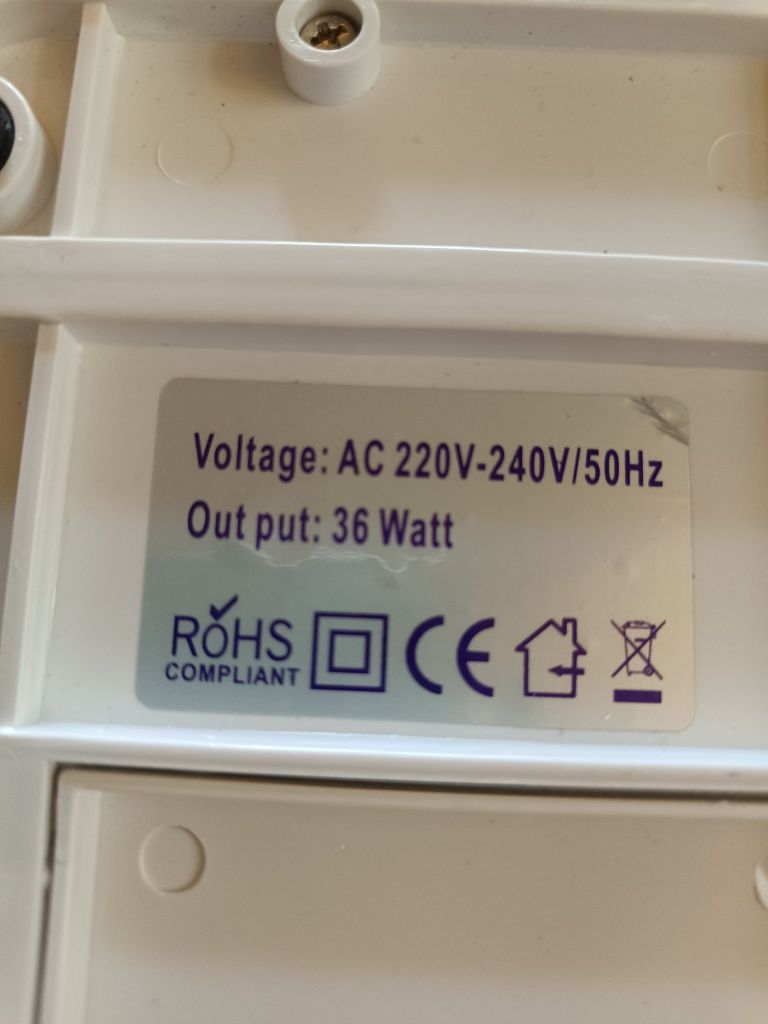 Voltage: AC 220V-240V/50Hz
Out put: 36 Watt
RoHS
COMPLIANT
CE